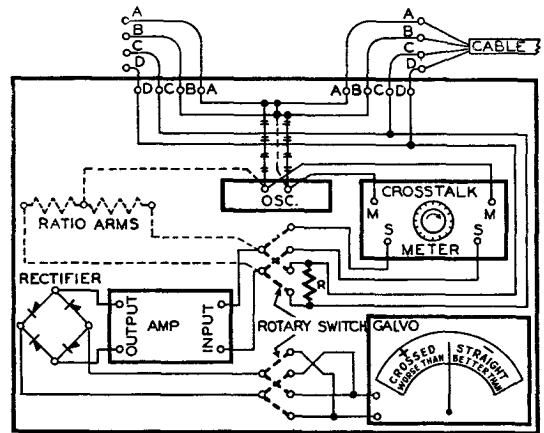 A
B
C
D
A
B
C
D
CABLE
D C B A
A B C D
OSC.
CROSSTALK
M
M
S
S
METER
RATIO ARMS
RECTIFIER
OUTPUT
AMP
INPUT
R
ROTARY SWITCH
GALVO
CROSSED
WORSE THAN
STRAIGHT
BETTER THAN